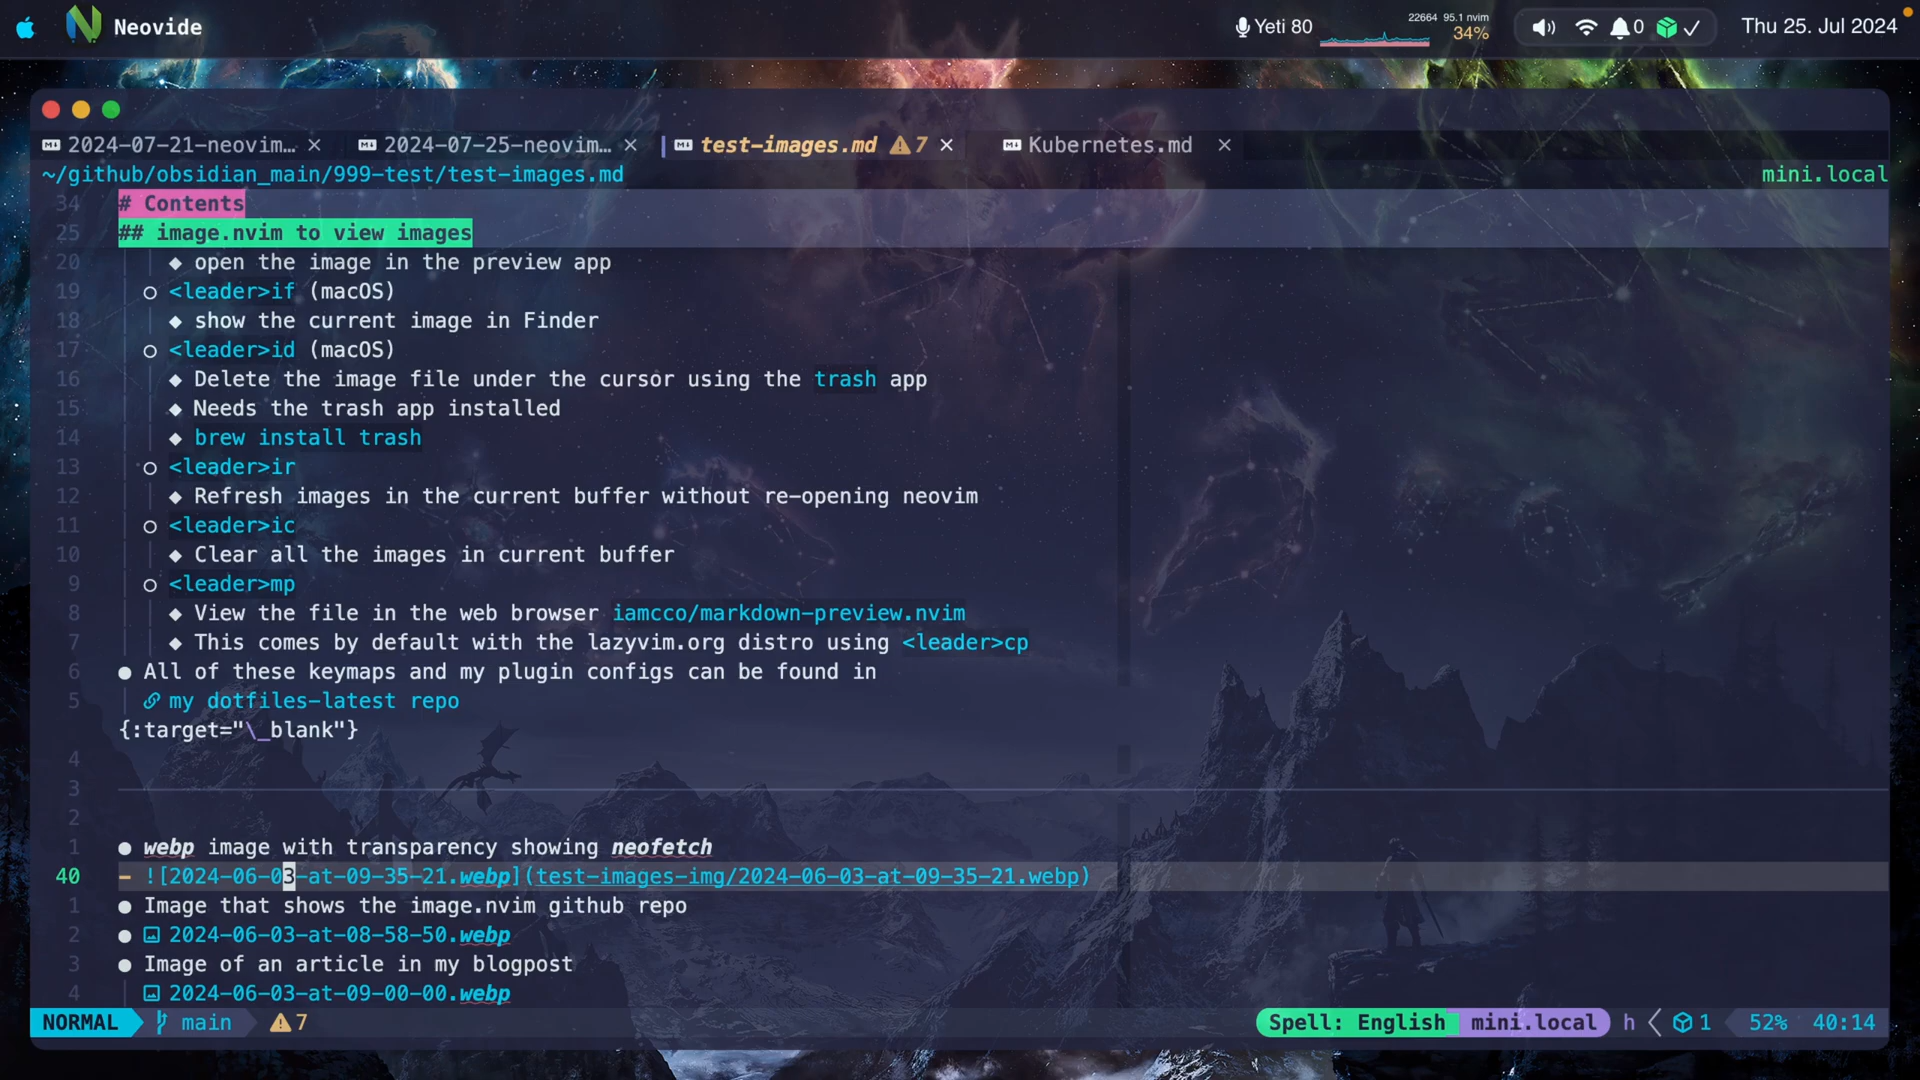 Neovide
Yeti 80
22664 95.1 nvim
34%
0
Thu 25. Jul 2024
2024-07-21-neovim… ×
2024-07-25-neovim… ×
test-images.md 7 ×
Kubernetes.md ×
~/github/obsidian_main/999-test/test-images.md
mini.local
34 # Contents
25 ## image.nvim to view images
20 ◆ open the image in the preview app
19 ○ <leader>if (macOS)
18 ◆ show the current image in Finder
17 ○ <leader>id (macOS)
16 ◆ Delete the image file under the cursor using the trash app
15 ◆ Needs the trash app installed
14 ◆ brew install trash
13 ○ <leader>ir
12 ◆ Refresh images in the current buffer without re-opening neovim
11 ○ <leader>ic
10 ◆ Clear all the images in current buffer
9 ○ <leader>mp
8 ◆ View the file in the web browser iamcco/markdown-preview.nvim
7 ◆ This comes by default with the lazyvim.org distro using <leader>cp
6 ● All of these keymaps and my plugin configs can be found in
5 my dotfiles-latest repo
{:target="\_blank"}
4
3
2
1 ● webp image with transparency showing neofetch
40 - ![2024-06-03-at-09-35-21.webp](test-images-img/2024-06-03-at-09-35-21.webp)
1 ● Image that shows the image.nvim github repo
2 ● 2024-06-03-at-08-58-50.webp
3 ● Image of an article in my blogpost
4 2024-06-03-at-09-00-00.webp
NORMAL main 7
Spell: English mini.local h 1 52% 40:14